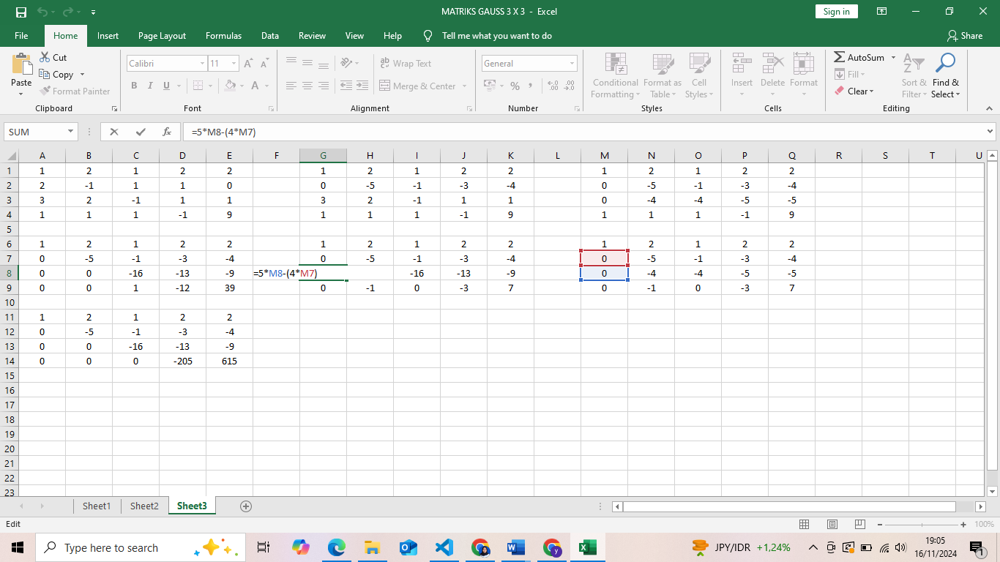 MATRIKS GAUSS 3 X 3 - Excel Sign in
File Home Insert Page Layout Formulas Data Review View Help Tell me what you want to do Share
Paste Cut Copy Format Painter Clipboard
Calibri 11 A A B I U A Font
ab Wrap Text Merge & Center Alignment
General % , .00 .0 Number
Conditional Formatting Format as Table Cell Styles Styles
Insert Delete Format Cells
AutoSum Fill Clear Sort & Filter Find & Select Editing
SUM fx =5*M8-(4*M7)
A B C D E F G H I J K L M N O P Q R S T U
1 1 2 1 2 2 1 2 1 2 2 1 2 1 2 2
2 2 -1 1 1 0 0 -5 -1 -3 -4 0 -5 -1 -3 -4
3 3 2 -1 1 1 3 2 -1 1 1 0 -4 -4 -5 -5
4 1 1 1 -1 9 1 1 1 -1 9 1 1 1 -1 9
5
6 1 2 1 2 2 1 2 1 2 2 1 2 1 2 2
7 0 -5 -1 -3 -4 0 -5 -1 -3 -4 0 -5 -1 -3 -4
8 0 0 -16 -13 -9 =5*M8-(4*M7) -16 -13 -9 0 -4 -4 -5 -5
9 0 0 1 -12 39 0 -1 0 -3 7 0 -1 0 -3 7
10
11 1 2 1 2 2
12 0 -5 -1 -3 -4
13 0 0 -16 -13 -9
14 0 0 0 -205 615
15
16
17
18
19
20
21
22
23
Sheet1 Sheet2 Sheet3
Edit 100%
Type here to search JPY/IDR +1,24% 19:05
16/11/2024 1